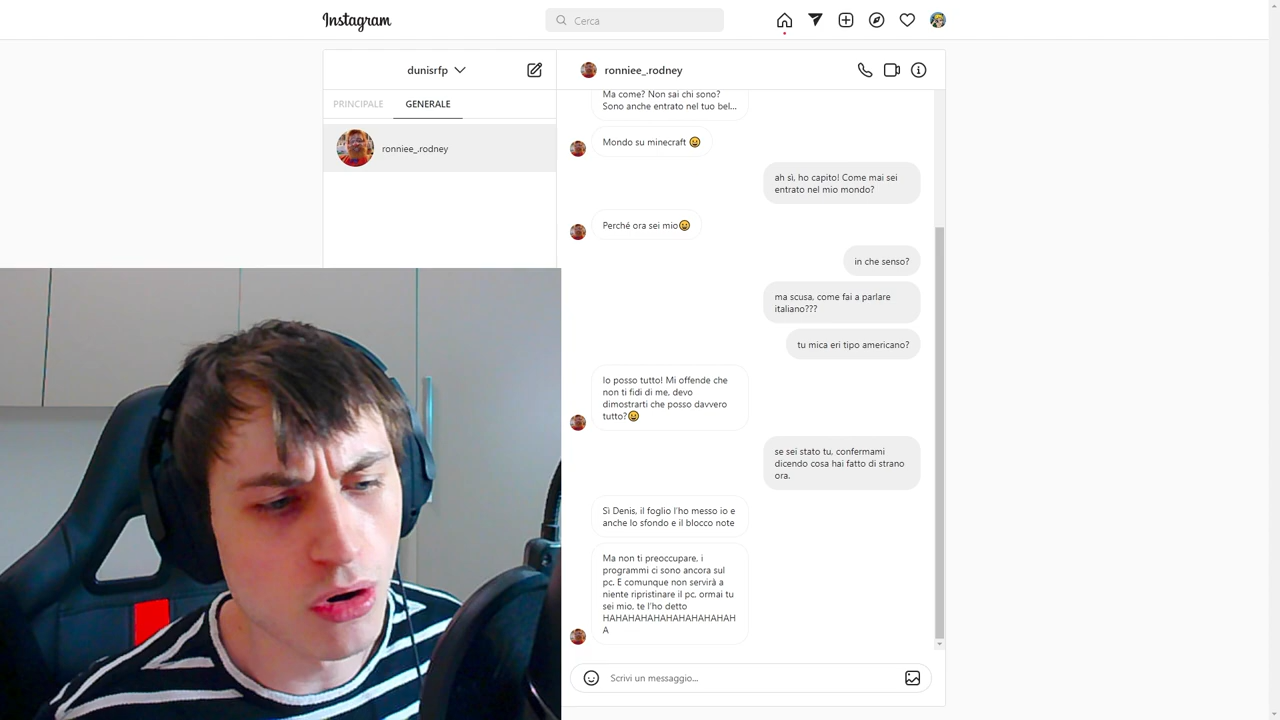 Instagram
Cerca
dunisrfp
ronniee_.rodney
PRINCIPALE
GENERALE
ronniee_.rodney
Ma come? Non sai chi sono?
Sono anche entrato nel tuo bel...
Mondo su minecraft
ah sì, ho capito! Come mai sei
entrato nel mio mondo?
Perché ora sei mio
in che senso?
ma scusa, come fai a parlare
italiano???
tu mica eri tipo americano?
Io posso tutto! Mi offende che
non ti fidi di me, devo
dimostrarti che posso davvero
tutto?
se sei stato tu, confermami
dicendo cosa hai fatto di strano
ora.
Sì Denis, il foglio l'ho messo io e
anche lo sfondo e il blocco note
Ma non ti preoccupare, i
programmi ci sono ancora sul
pc. E comunque non servirà a
niente ripristinare il pc, ormai tu
sei mio, te l'ho detto
HAHAHAHAHAHAHAHAHAH
A
Scrivi un messaggio...